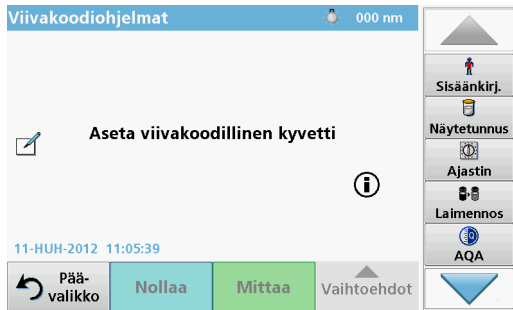 Viivakoodiohjelmat 000 nm
Aseta viivakoodillinen kyvetti
11-HUH-2012 11:05:39
Pää-
valikko
Nollaa
Mittaa
Vaihtoehdot
Sisäänkirj.
Näytetunnus
Ajastin
Laimennos
AQA